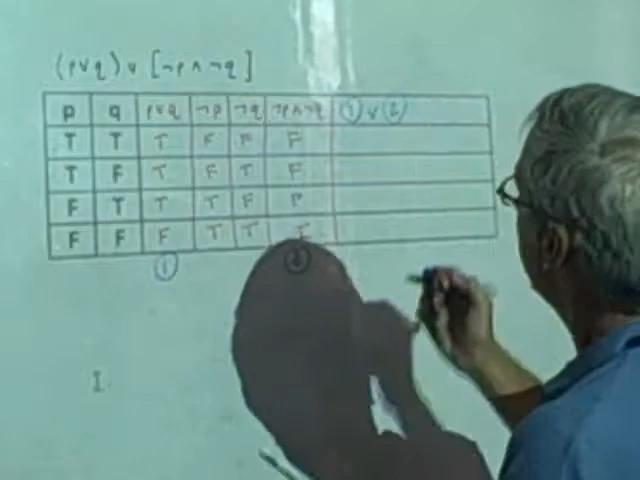 (p∨q) ∨ [¬p ∧ ¬q]
p q p∨q ¬p ¬q ¬p∧¬q ① ∨ ②
T T T F F F
T F T F T F
F T T T F F
F F F T T T
① ②
I